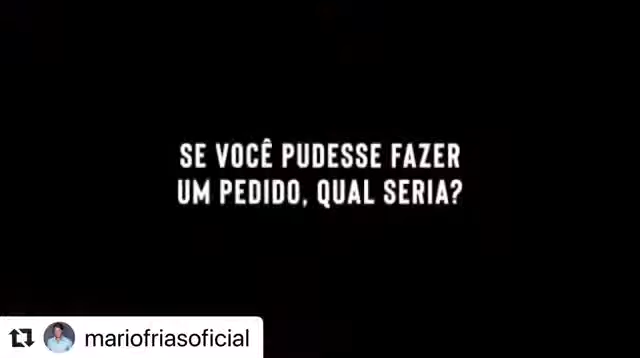 SE VOCÊ PUDESSE FAZER
UM PEDIDO, QUAL SERIA?
mariofriasoficial